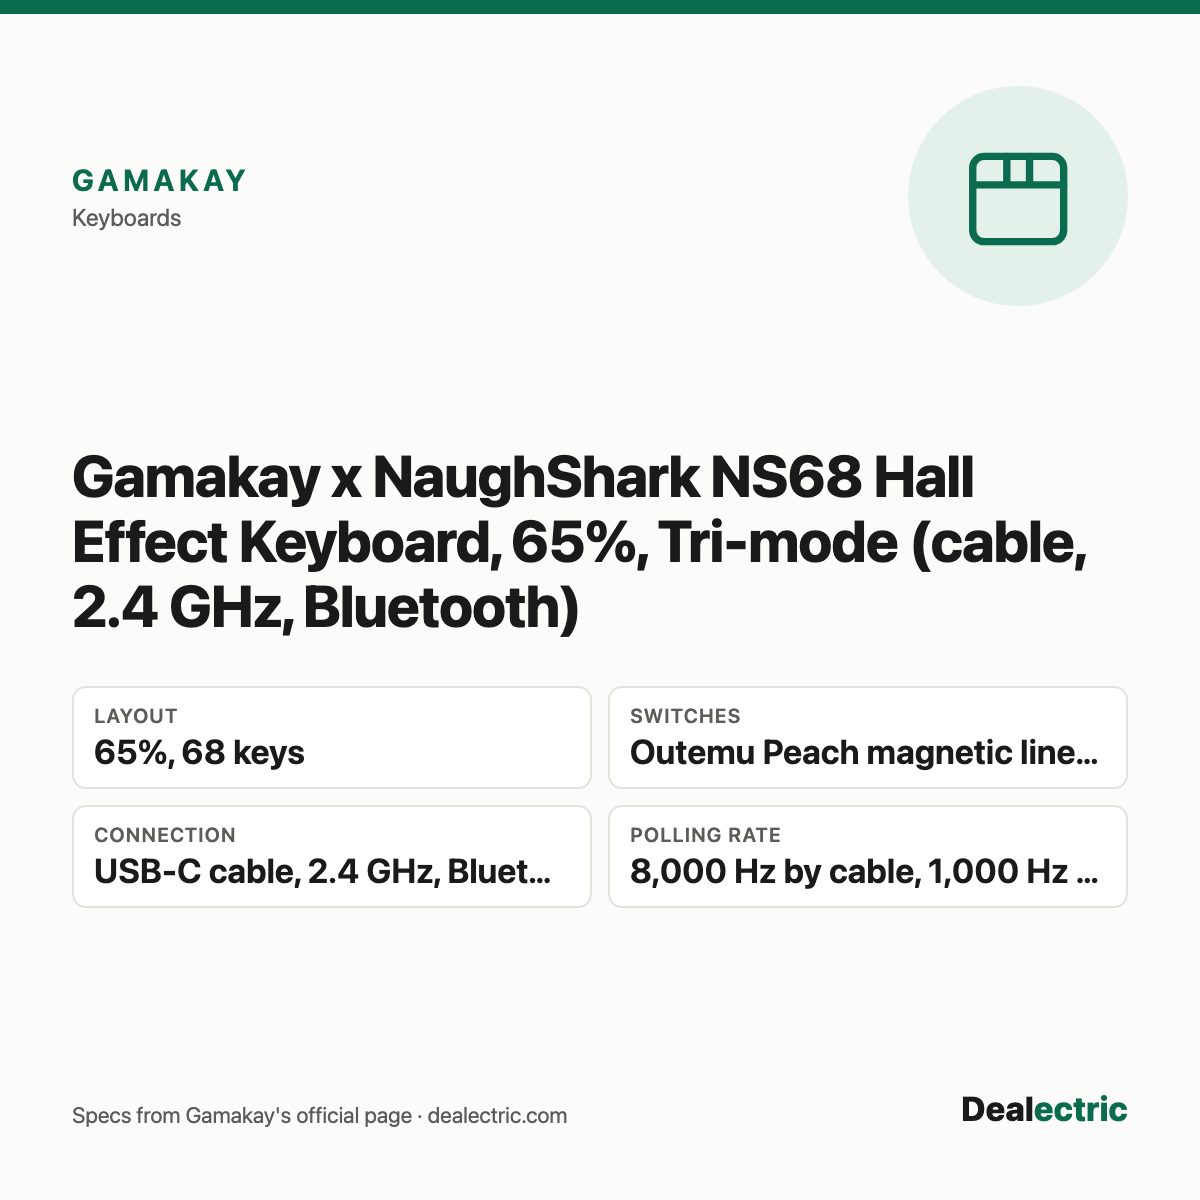 GAMAKAY
Keyboards
Gamakay x NaughShark NS68 Hall
Effect Keyboard, 65%, Tri-mode (cable,
2.4 GHz, Bluetooth)
LAYOUT
65%, 68 keys
SWITCHES
Outemu Peach magnetic line...
CONNECTION
USB-C cable, 2.4 GHz, Bluet...
POLLING RATE
8,000 Hz by cable, 1,000 Hz ...
Specs from Gamakay's official page · dealectric.com
Dealectric